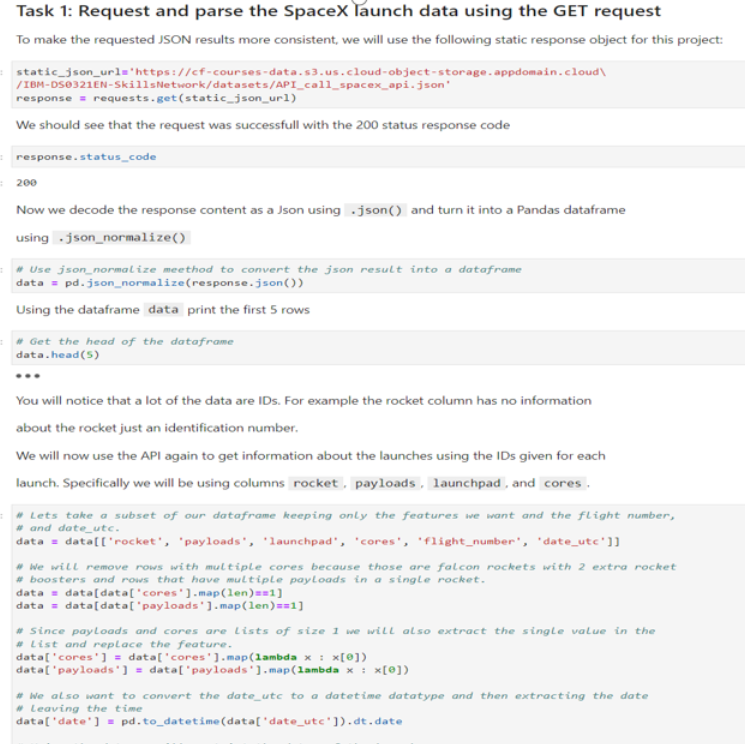 Task 1: Request and parse the SpaceX launch data using the GET request
To make the requested JSON results more consistent, we will use the following static response object for this project:
static_json_url='https://cf-courses-data.s3.us.cloud-object-storage.appdomain.cloud\
/IBM-DS0321EN-SkillsNetwork/datasets/API_call_spacex_api.json'
response = requests.get(static_json_url)
We should see that the request was successfull with the 200 status response code
response.status_code
200
Now we decode the response content as a Json using .json() and turn it into a Pandas dataframe
using .json_normalize()
# Use json_normalize meethod to convert the json result into a dataframe
data = pd.json_normalize(response.json())
Using the dataframe data print the first 5 rows
# Get the head of the dataframe
data.head(5)
•••
You will notice that a lot of the data are IDs. For example the rocket column has no information
about the rocket just an identification number.
We will now use the API again to get information about the launches using the IDs given for each
launch. Specifically we will be using columns rocket, payloads, launchpad, and cores.
# Lets take a subset of our dataframe keeping only the features we want and the flight number,
# and date_utc.
data = data[['rocket', 'payloads', 'launchpad', 'cores', 'flight_number', 'date_utc']]
# We will remove rows with multiple cores because those are falcon rockets with 2 extra rocket
# boosters and rows that have multiple payloads in a single rocket.
data = data[data['cores'].map(len)==1]
data = data[data['payloads'].map(len)==1]
# Since payloads and cores are lists of size 1 we will also extract the single value in the
# list and replace the feature.
data['cores'] = data['cores'].map(lambda x : x[0])
data['payloads'] = data['payloads'].map(lambda x : x[0])
# We also want to convert the date_utc to a datetime datatype and then extracting the date
# leaving the time
data['date'] = pd.to_datetime(data['date_utc']).dt.date